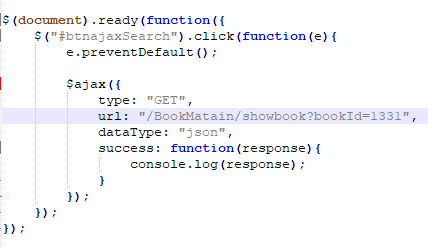 $(document).ready(function({
$("#btnajaxSearch").click(function(e){
e.preventDefault();
$ajax({
type: "GET",
url: "/BookMatain/showbook?bookId=1331",
dataType: "json",
success: function(response){
console.log(response);
}
});
});
});